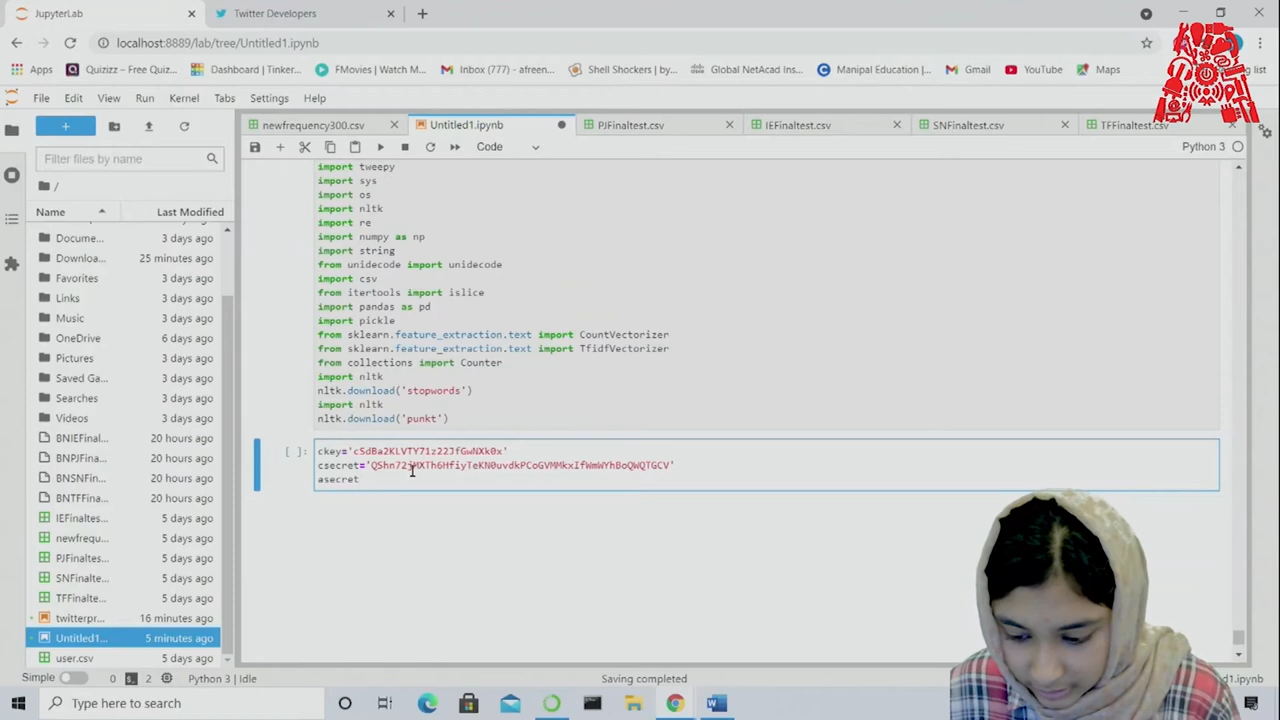 JupyterLab
Twitter Developers
localhost:8889/lab/tree/Untitled1.ipynb
Apps
Quizizz – Free Quiz...
Dashboard | Tinker...
FMovies | Watch M...
Inbox (777) -
Shell Shockers | by...
Global NetAcad Ins...
Manipal Education |...
Gmail
YouTube
Maps
File Edit View Run Kernel Tabs Settings Help
newfrequency300.csv
Untitled1.ipynb
PJFinaltest.csv
IEFinaltest.csv
SNFinaltest.csv
TFFinaltest.csv
Filter files by name
Code
Python 3
/
Name Last Modified
Docume... 3 days ago
Downloa... 25 minutes ago
Favorites 3 days ago
Links 3 days ago
Music 3 days ago
OneDrive 3 days ago
Pictures 3 days ago
Saved Ga... 3 days ago
Searches 3 days ago
Videos 3 days ago
BNIEFinal... 20 hours ago
BNPJFinal... 20 hours ago
BNSNFin... 20 hours ago
BNTFFinal... 20 hours ago
IEFinaltes... 5 days ago
newfrequ... 5 days ago
PJFinaltes... 5 days ago
SNFinalte... 5 days ago
TFFinalte... 5 days ago
twitterpr... 16 minutes ago
Untitled1... 5 minutes ago
user.csv 5 days ago
import tweepy
import sys
import os
import nltk
import re
import numpy as np
import string
from unidecode import unidecode
import csv
from itertools import islice
import pandas as pd
import pickle
from sklearn.feature_extraction.text import CountVectorizer
from sklearn.feature_extraction.text import TfidfVectorizer
from collections import Counter
import nltk
nltk.download('stopwords')
import nltk
nltk.download('punkt')
[ ]:
ckey='
csecret='
asecret
Simple 0 2 Python 3 | Idle
Saving completed
Type here to search